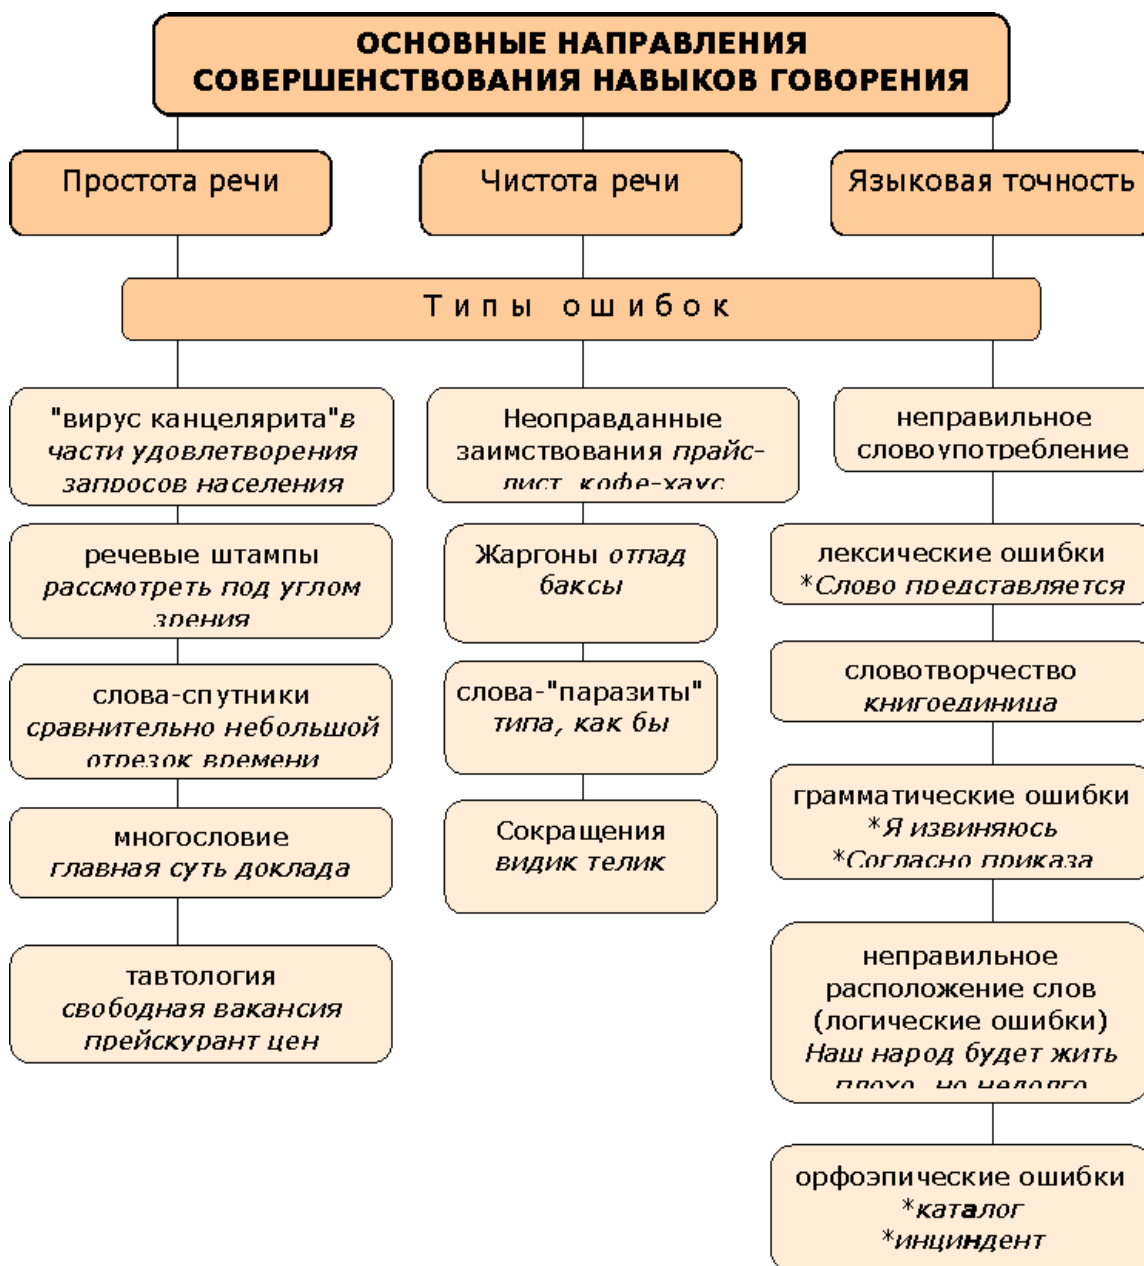 ОСНОВНЫЕ НАПРАВЛЕНИЯ
СОВЕРШЕНСТВОВАНИЯ НАВЫКОВ ГОВОРЕНИЯ
Простота речи
Чистота речи
Языковая точность
Типы ошибок
"вирус канцелярита"в
части удовлетворения
запросов населения
речевые штампы
рассмотреть под углом
зрения
слова-спутники
сравнительно небольшой
отрезок времени
многословие
главная суть доклада
тавтология
свободная вакансия
прейскурант цен
Неоправданные
заимствования прайс-
лист, кофе-хаус
Жаргоны отпад
баксы
слова-"паразиты"
типа, как бы
Сокращения
видик телик
неправильное
словоупотребление
лексические ошибки
*Слово представляется
словотворчество
книгоединица
грамматические ошибки
*Я извиняюсь
*Согласно приказа
неправильное
расположение слов
(логические ошибки)
Наш народ будет жить
плохо, но недолго
орфоэпические ошибки
*каталог
*инциндент